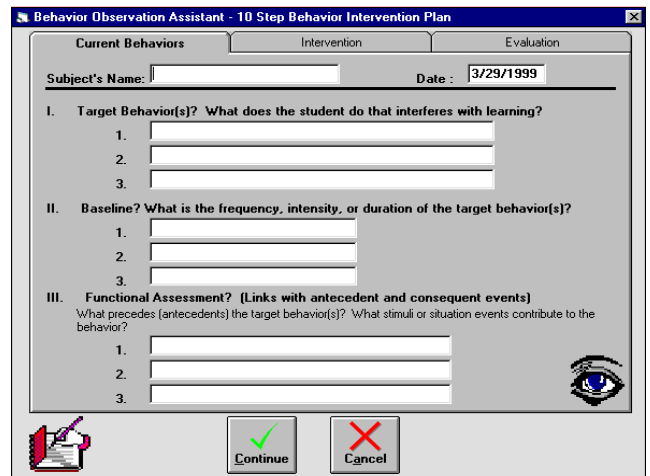 Behavior Observation Assistant - 10 Step Behavior Intervention Plan
Current Behaviors Intervention Evaluation
Subject's Name: Date : 3/29/1999
I. Target Behavior(s)? What does the student do that interferes with learning?
1.
2.
3.
II. Baseline? What is the frequency, intensity, or duration of the target behavior(s)?
1.
2.
3.
III. Functional Assessment? (Links with antecedent and consequent events)
What precedes (antecedents) the target behavior(s)? What stimuli or situation events contribute to the
behavior?
1.
2.
3.
Continue Cancel